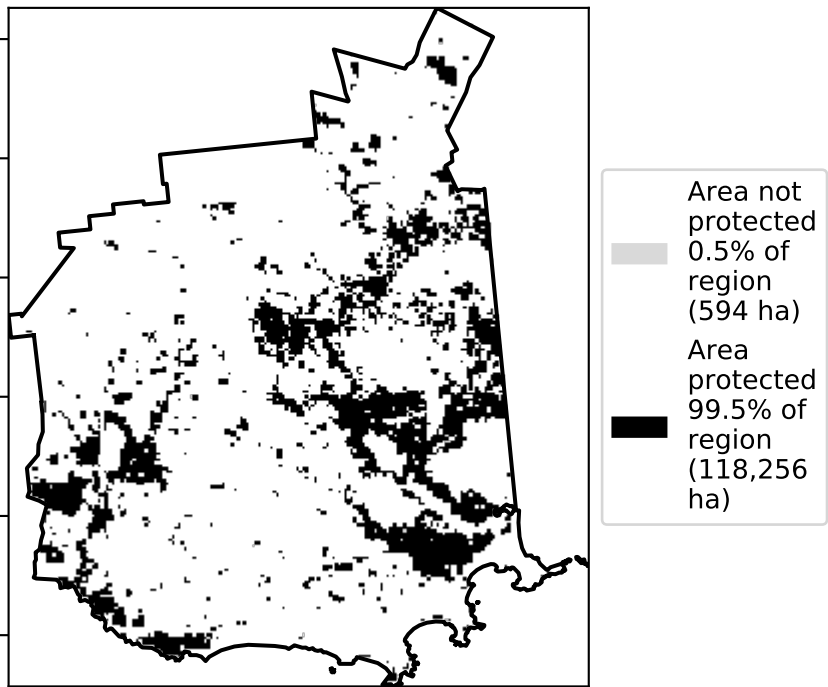 Area not
protected
0.5% of
region
(594 ha)
Area
protected
99.5% of
region
(118,256
ha)